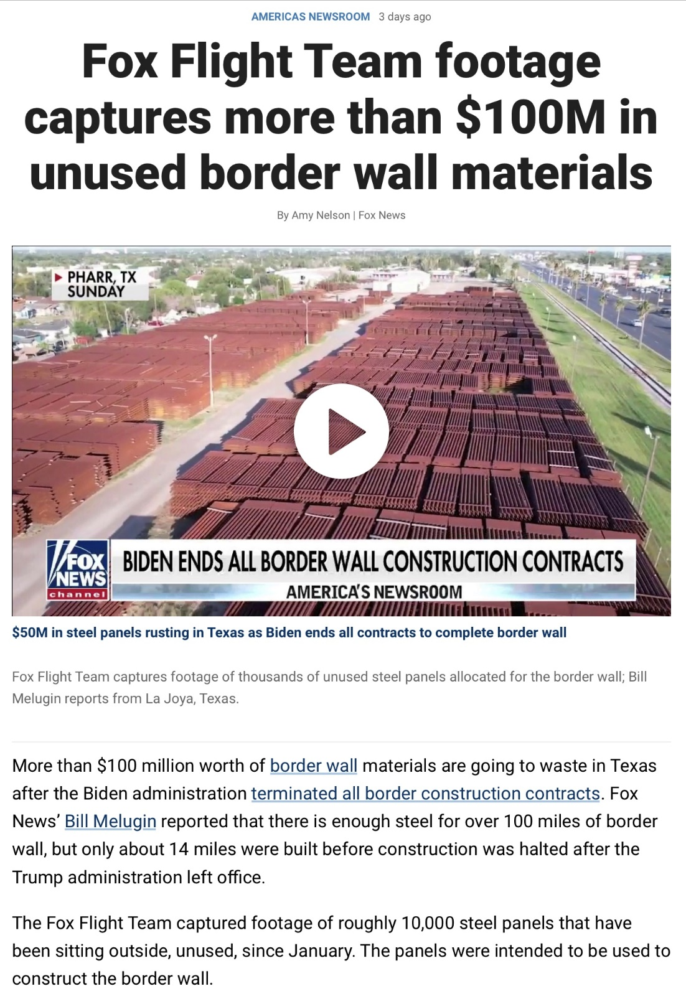 AMERICAS NEWSROOM 3 days ago
Fox Flight Team footage
captures more than $100M in
unused border wall materials
By Amy Nelson | Fox News
PHARR, TX
SUNDAY
FOX
NEWS
channel
BIDEN ENDS ALL BORDER WALL CONSTRUCTION CONTRACTS
AMERICA'S NEWSROOM
$50M in steel panels rusting in Texas as Biden ends all contracts to complete border wall
Fox Flight Team captures footage of thousands of unused steel panels allocated for the border wall; Bill
Melugin reports from La Joya, Texas.
More than $100 million worth of border wall materials are going to waste in Texas
after the Biden administration terminated all border construction contracts. Fox
News’ Bill Melugin reported that there is enough steel for over 100 miles of border
wall, but only about 14 miles were built before construction was halted after the
Trump administration left office.
The Fox Flight Team captured footage of roughly 10,000 steel panels that have
been sitting outside, unused, since January. The panels were intended to be used to
construct the border wall.